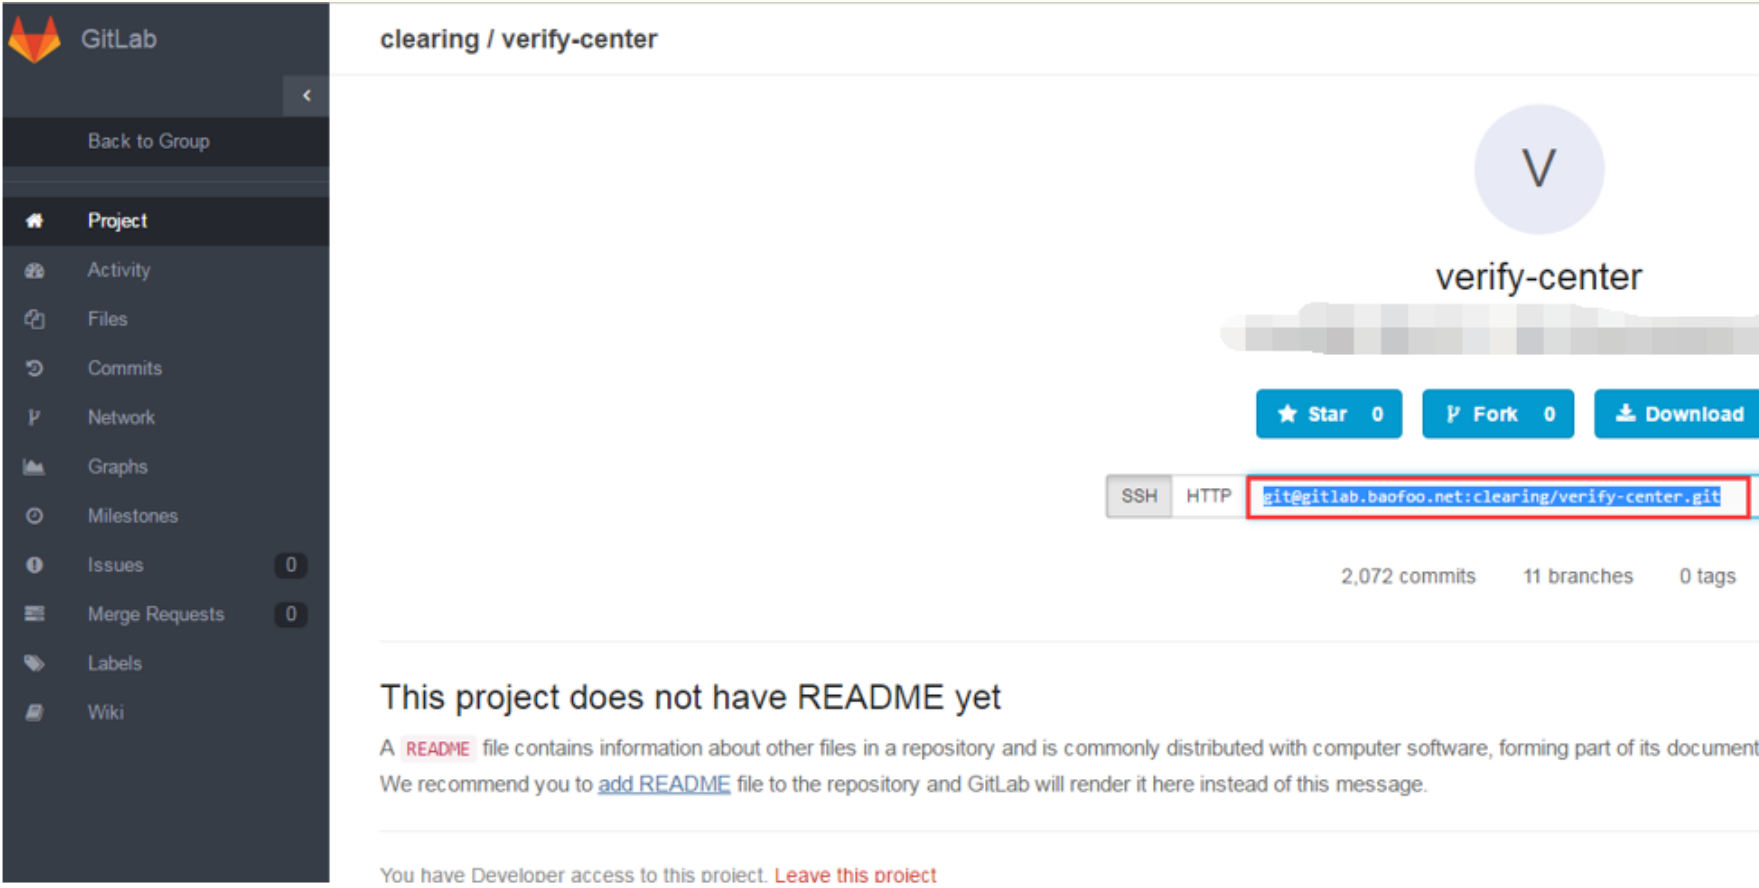 GitLab
clearing / verify-center
Back to Group
Project
Activity
Files
Commits
Network
Graphs
Milestones
Issues 0
Merge Requests 0
Labels
Wiki
V
verify-center
Star 0 Fork 0 Download
SSH HTTP git@gitlab.baofoo.net:clearing/verify-center.git
2,072 commits 11 branches 0 tags
This project does not have README yet
A README file contains information about other files in a repository and is commonly distributed with computer software, forming part of its document
We recommend you to add README file to the repository and GitLab will render it here instead of this message.
You have Developer access to this project. Leave this project